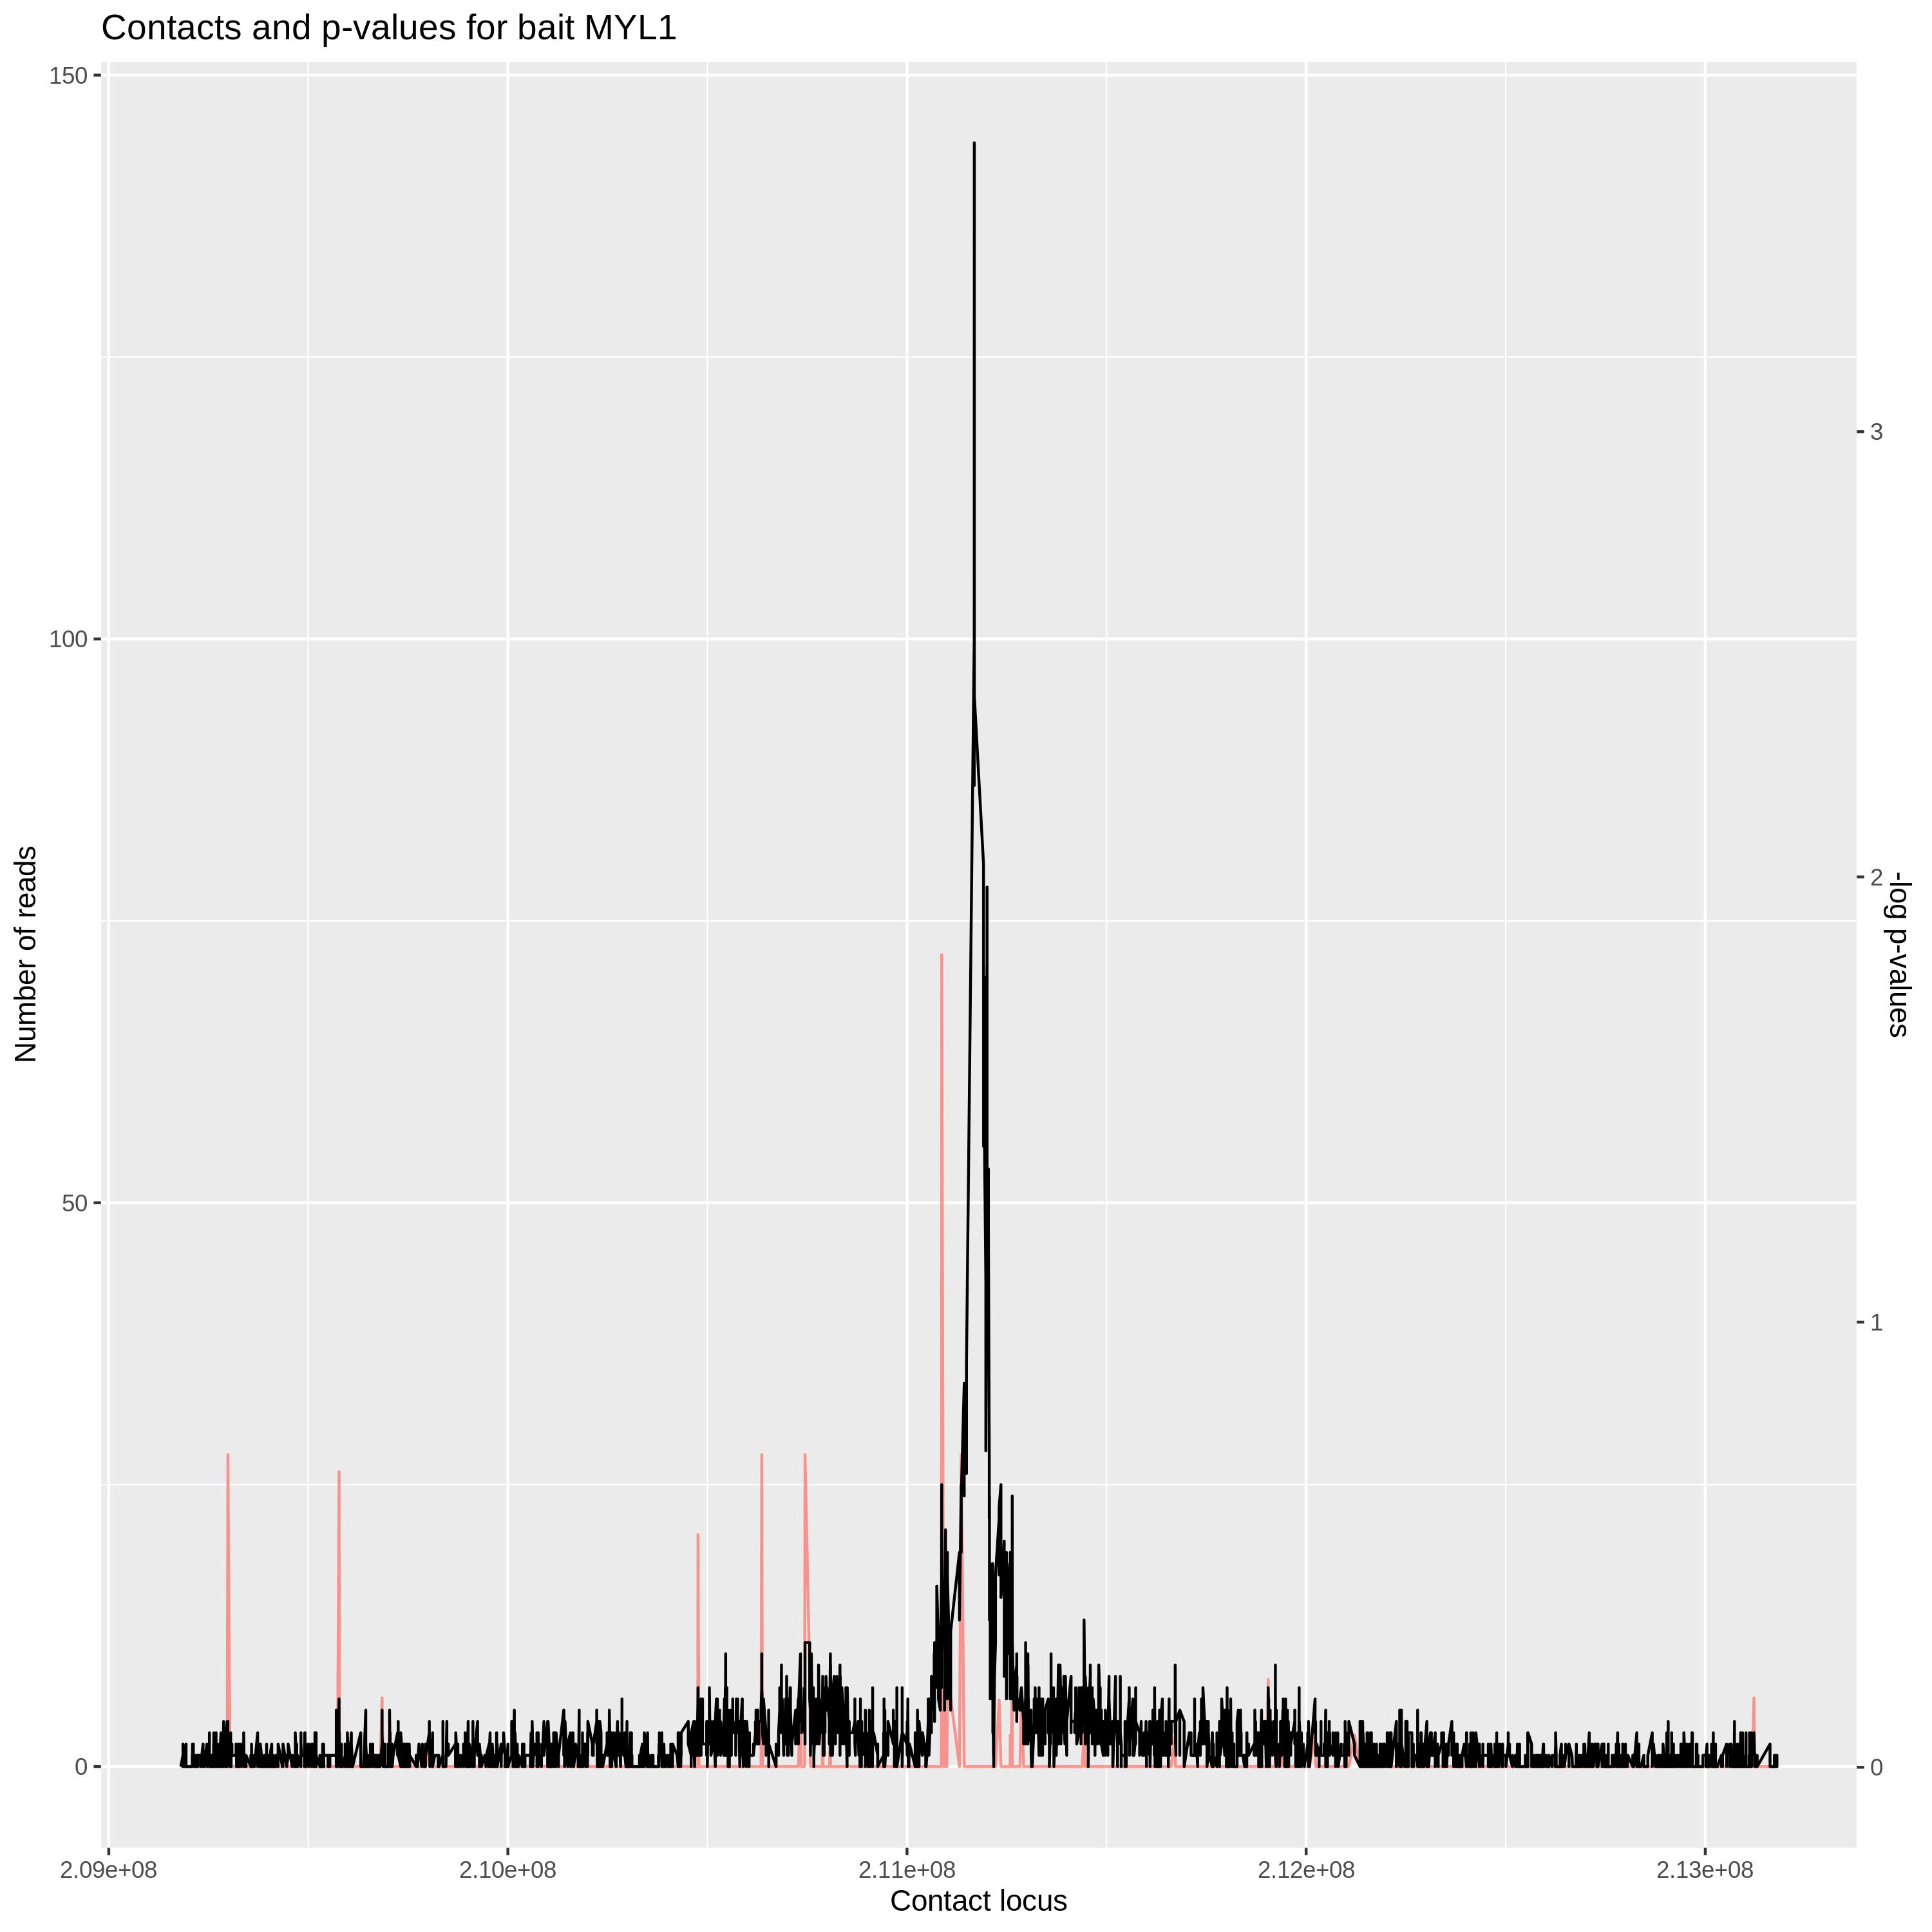 Contacts and p-values for bait MYL1
150
100
50
0
3
2
1
0
Number of reads
-log p-values
2.09e+08 2.10e+08 2.11e+08 2.12e+08 2.13e+08
Contact locus